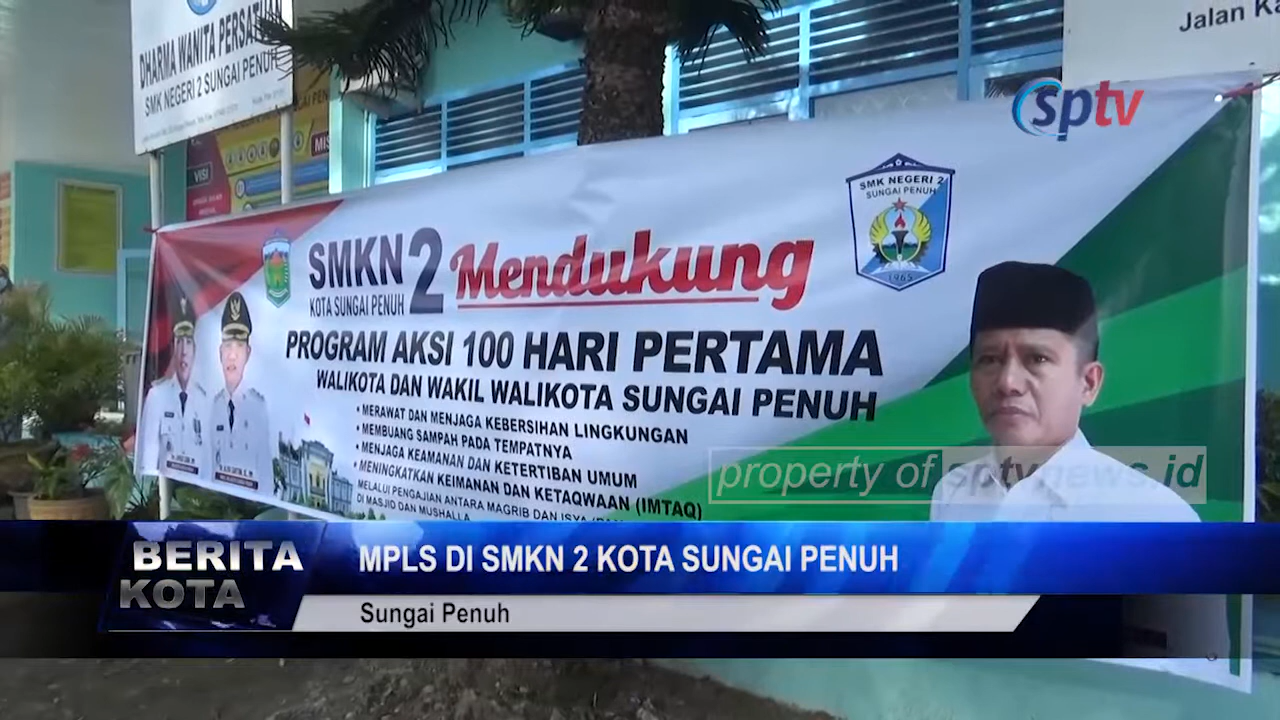 DHARMA WANITA PERSATUAN
SMK NEGERI 2 SUNGAI PENUH
Jalan Ka
sptv
VISI
MIS
SMK NEGERI 2
SUNGAI PENUH
1965
SMKN 2 Mendukung
KOTA SUNGAI PENUH
PROGRAM AKSI 100 HARI PERTAMA
WALIKOTA DAN WAKIL WALIKOTA SUNGAI PENUH
• MERAWAT DAN MENJAGA KEBERSIHAN LINGKUNGAN
• MEMBUANG SAMPAH PADA TEMPATNYA
• MENJAGA KEAMANAN DAN KETERTIBAN UMUM
• MENINGKATKAN KEIMANAN DAN KETAQWAAN (IMTAQ)
MELALUI PENGAJIAN ANTARA MAGRIB DAN ISYA
DI MASJID DAN MUSHALLA
property of sptvnews.id
BERITA
KOTA
MPLS DI SMKN 2 KOTA SUNGAI PENUH
Sungai Penuh